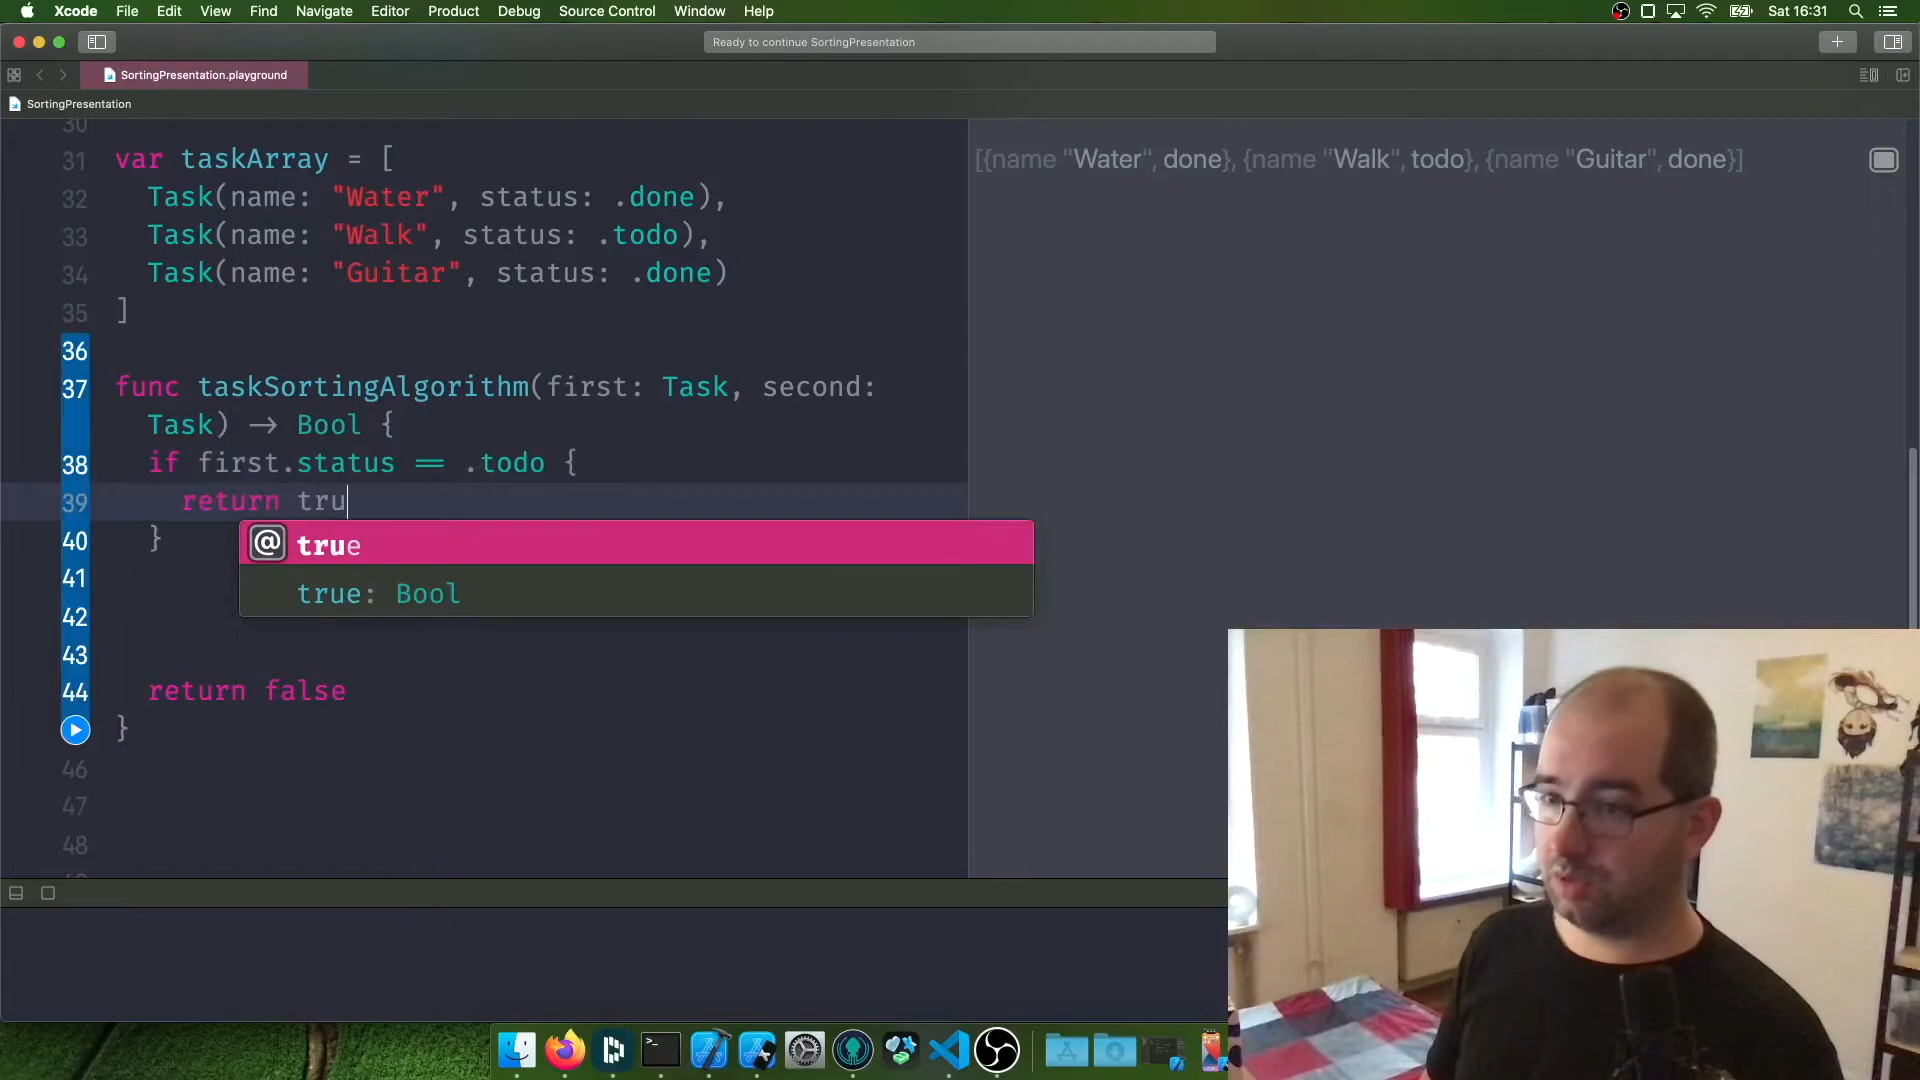 Xcode File Edit View Find Navigate Editor Product Debug Source Control Window Help
Sat 16:31
Ready to continue SortingPresentation
SortingPresentation.playground
SortingPresentation
30
31 var taskArray = [
[{name "Water", done}, {name "Walk", todo}, {name "Guitar", done}]
32 Task(name: "Water", status: .done),
33 Task(name: "Walk", status: .todo),
34 Task(name: "Guitar", status: .done)
35 ]
36
37 func taskSortingAlgorithm(first: Task, second:
Task) -> Bool {
38 if first.status == .todo {
39 return tru
40 }
@ true
41
true: Bool
42
43
44 return false
}
46
47
48